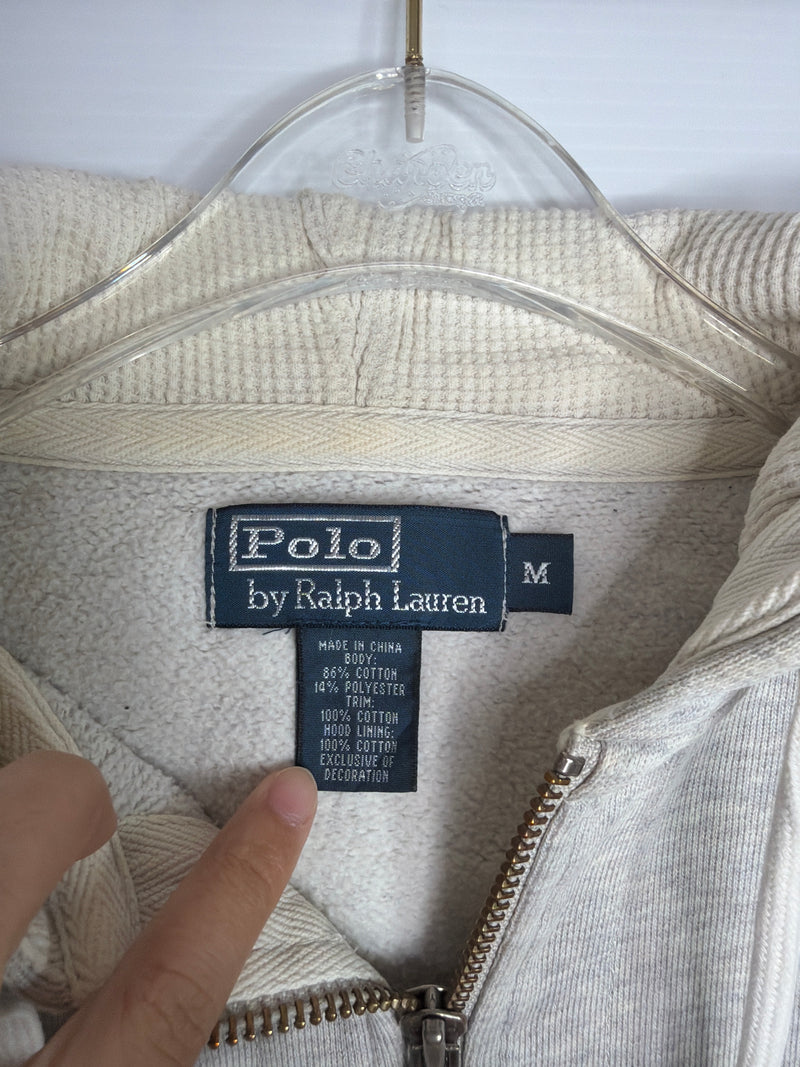 Polo
by Ralph Lauren
M
MADE IN CHINA
BODY:
86% COTTON
14% POLYESTER
TRIM:
100% COTTON
HOOD LINING:
100% COTTON
EXCLUSIVE OF
DECORATION